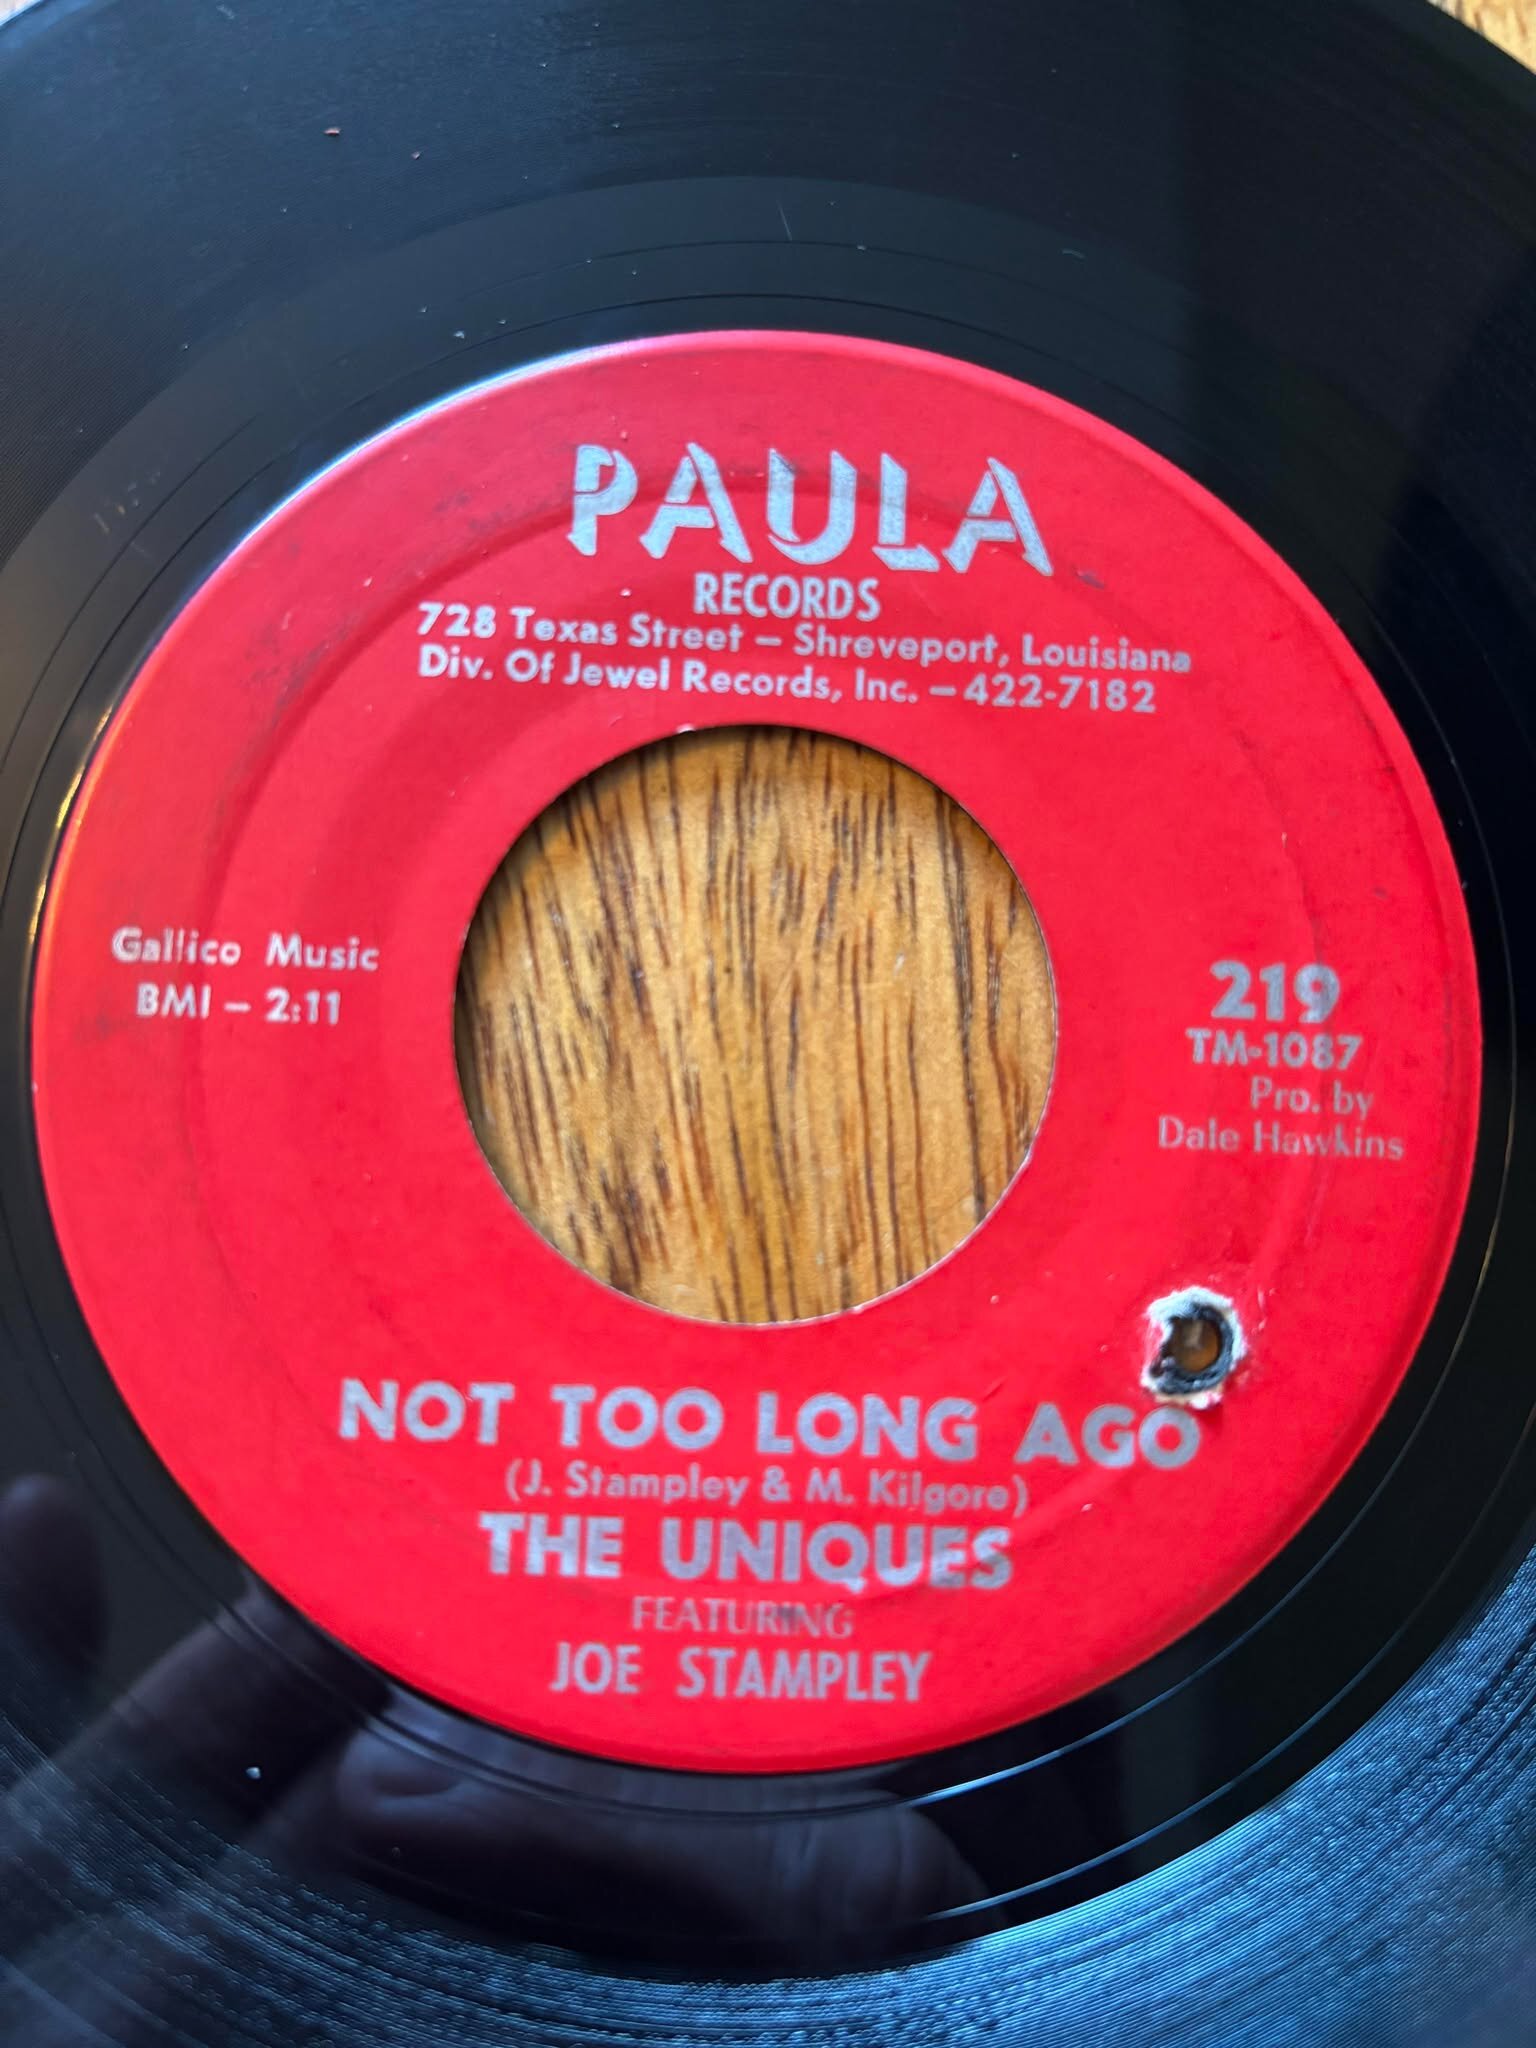 PAULA
RECORDS
728 Texas Street – Shreveport, Louisiana
Div. Of Jewel Records, Inc. – 422-7182
Gallico Music
BMI – 2:11
219
TM-1087
Pro. by
Dale Hawkins
NOT TOO LONG AGO
(J. Stampley & M. Kilgore)
THE UNIQUES
FEATURING
JOE STAMPLEY